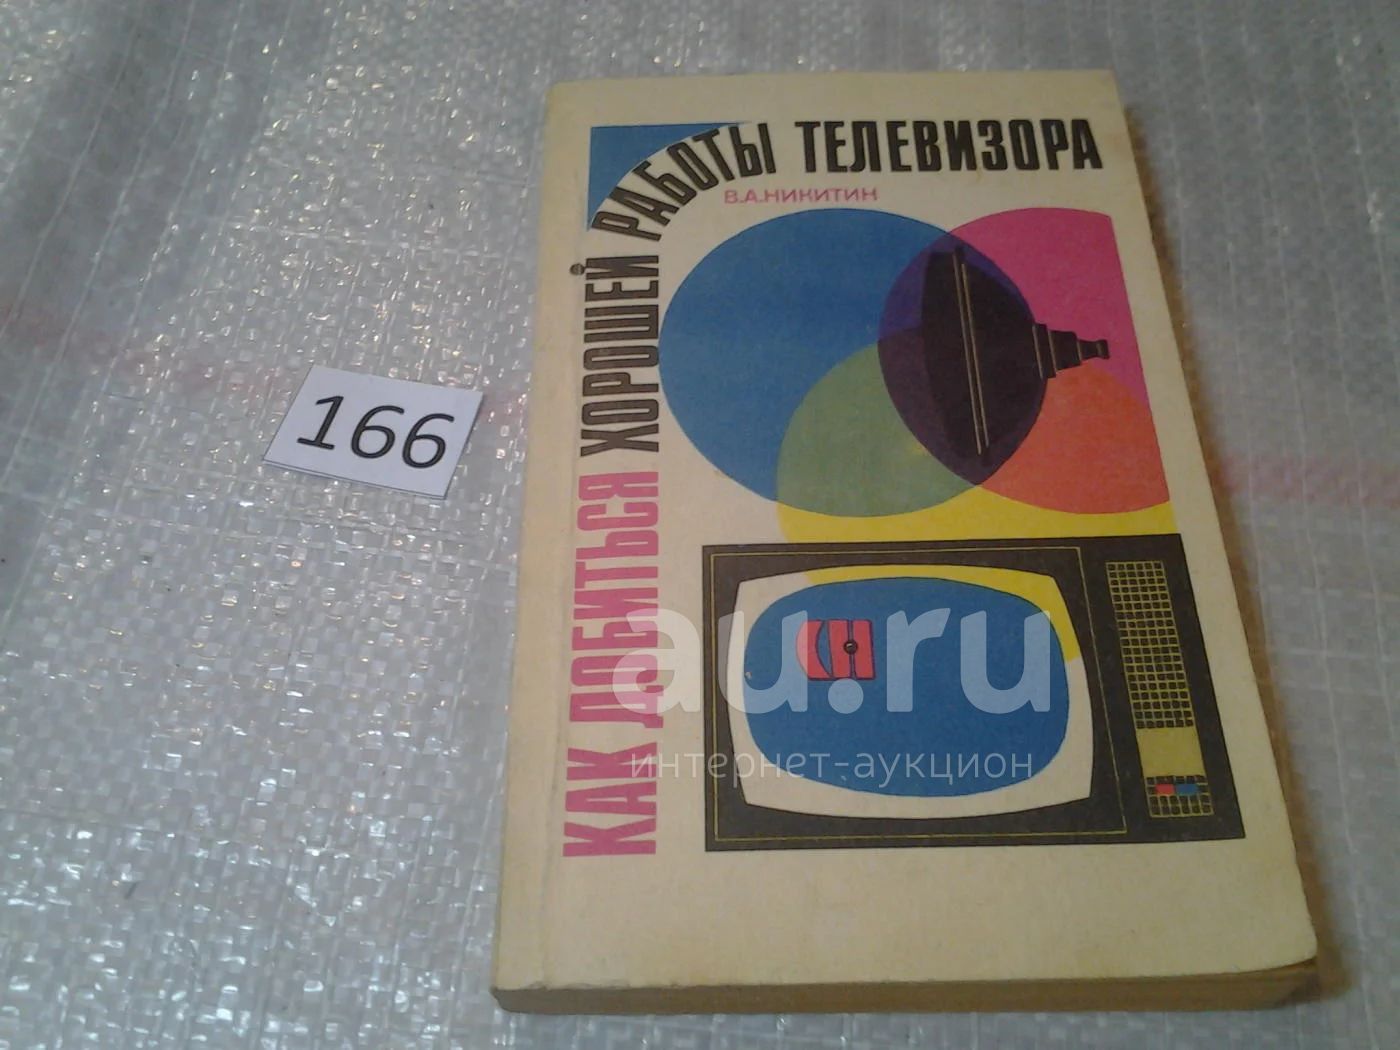 КАК ДОБИТЬСЯ ХОРОШЕЙ РАБОТЫ ТЕЛЕВИЗОРА
В.А.НИКИТИН
166
au.ru
интернет-аукцион